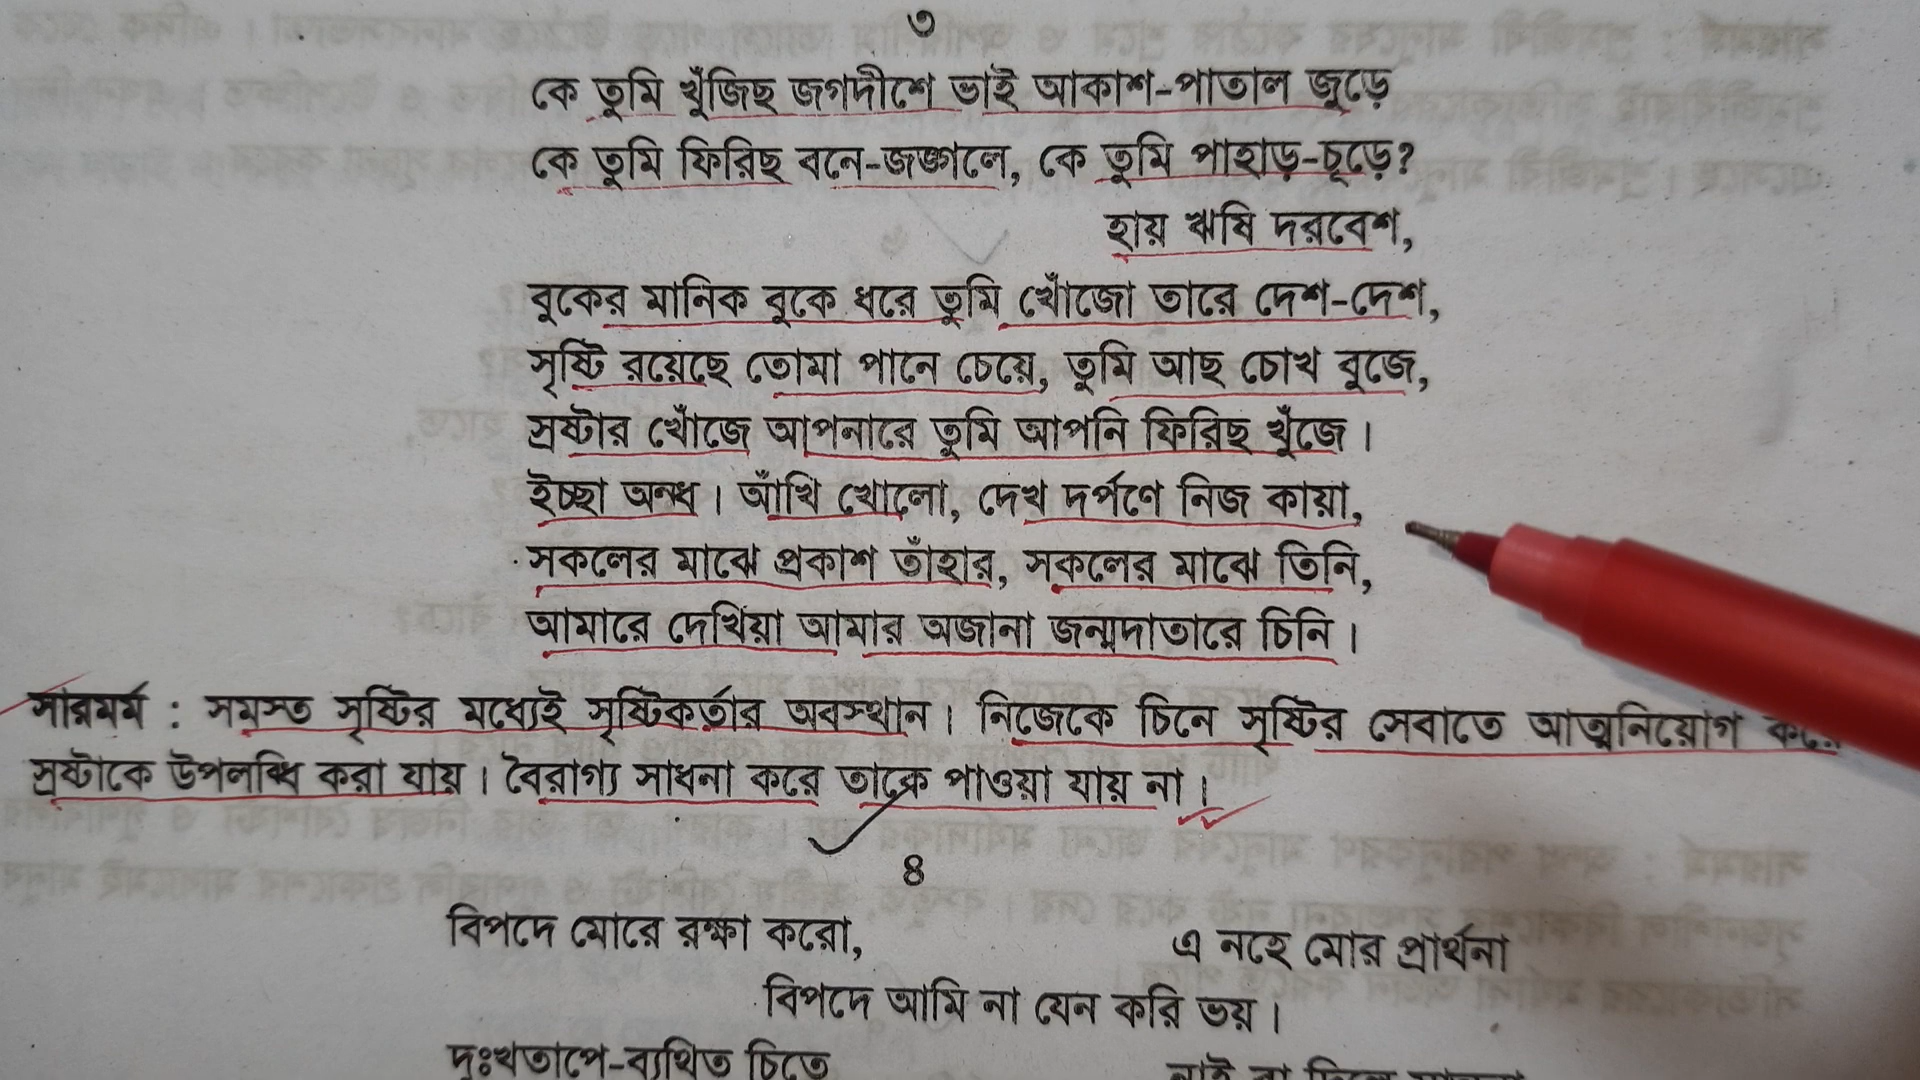 ৩
কে তুমি খুঁজিছ জগদীশে ভাই আকাশ-পাতাল জুড়ে
কে তুমি ফিরিছ বনে-জঙ্গলে, কে তুমি পাহাড়-চূড়ে?
হায় ঋষি দরবেশ,
বুকের মানিক বুকে ধরে তুমি খোঁজো তারে দেশ-দেশ,
সৃষ্টি রয়েছে তোমা পানে চেয়ে, তুমি আছ চোখ বুজে,
স্রষ্টার খোঁজে আপনারে তুমি আপনি ফিরিছ খুঁজে।
ইচ্ছা অন্ধ। আঁখি খোলো, দেখ দর্পণে নিজ কায়া,
সকলের মাঝে প্রকাশ তাঁহার, সকলের মাঝে তিনি,
আমারে দেখিয়া আমার অজানা জন্মদাতারে চিনি।
সারমর্ম : সমস্ত সৃষ্টির মধ্যেই সৃষ্টিকর্তার অবস্থান। নিজেকে চিনে সৃষ্টির সেবাতে আত্মনিয়োগ করে
স্রষ্টাকে উপলব্ধি করা যায়। বৈরাগ্য সাধনা করে তাকে পাওয়া যায় না।
৪
বিপদে মোরে রক্ষা করো, এ নহে মোর প্রার্থনা
বিপদে আমি না যেন করি ভয়।
দুঃখতাপে-ব্যথিত চিতে